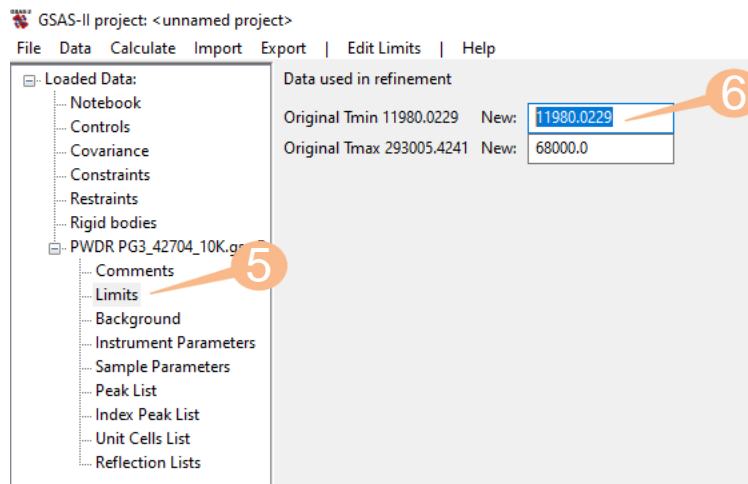 GSAS-II project: <unnamed project>
File Data Calculate Import Export | Edit Limits | Help
Loaded Data:
Notebook
Controls
Covariance
Constraints
Restraints
Rigid bodies
PWDR PG3_42704_10K.gs
Comments
Limits
Background
Instrument Parameters
Sample Parameters
Peak List
Index Peak List
Unit Cells List
Reflection Lists
5
Data used in refinement
Original Tmin 11980.0229 New: 11980.0229
Original Tmax 293005.4241 New: 68000.0
6